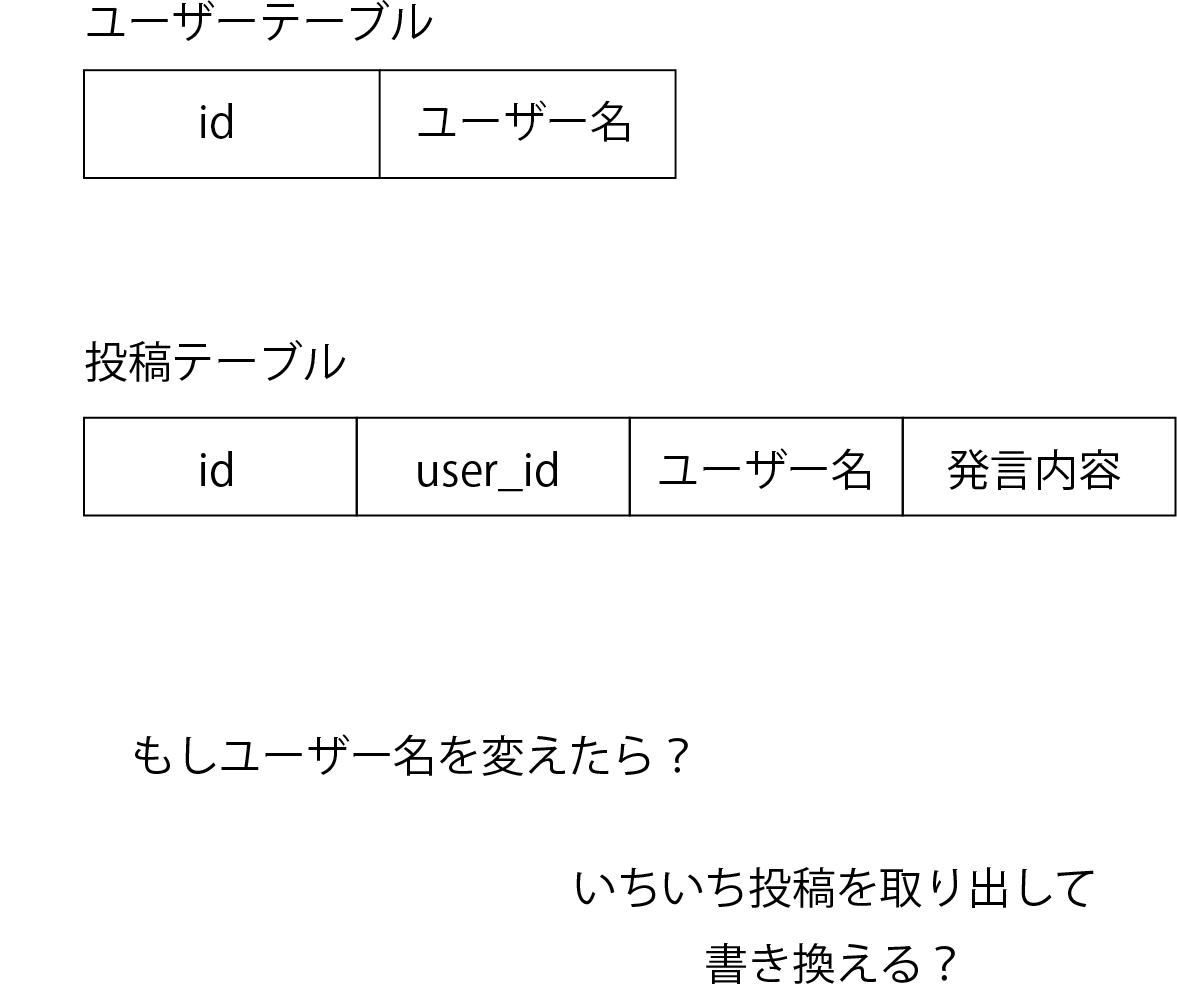 ユーザーテーブル
id ユーザー名
投稿テーブル
id user_id ユーザー名 発言内容
もしユーザー名を変えたら？
いちいち投稿を取り出して
書き換える？